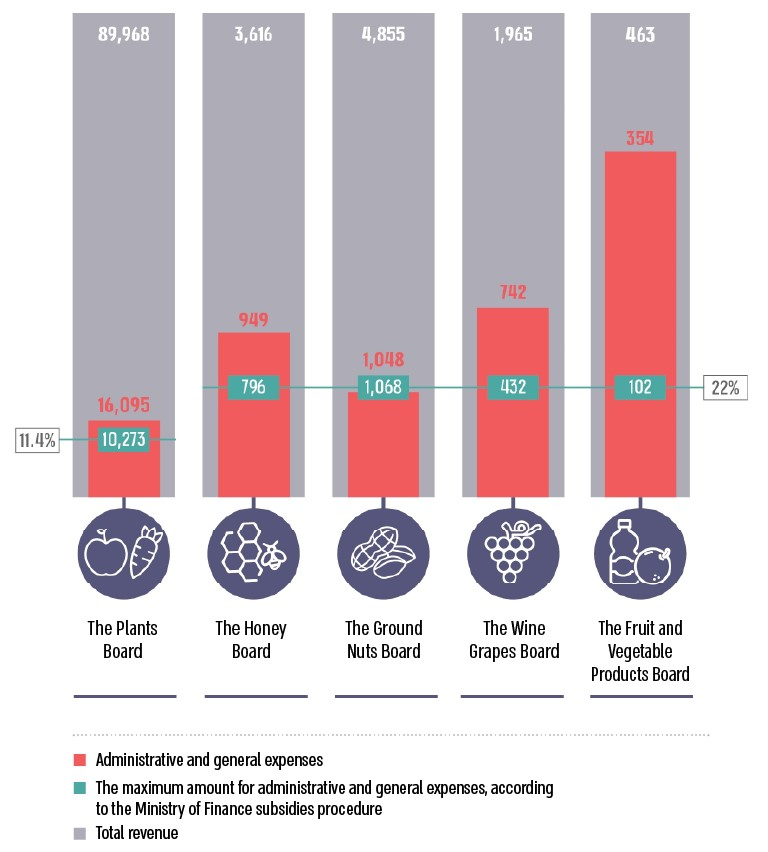 89,968
3,616
4,855
1,965
463
354
742
949
1,048
16,095
796
1,068
432
102
22%
11.4%
10,273
The Plants
Board
The Honey
Board
The Ground
Nuts Board
The Wine
Grapes Board
The Fruit and
Vegetable
Products Board
Administrative and general expenses
The maximum amount for administrative and general expenses, according
to the Ministry of Finance subsidies procedure
Total revenue